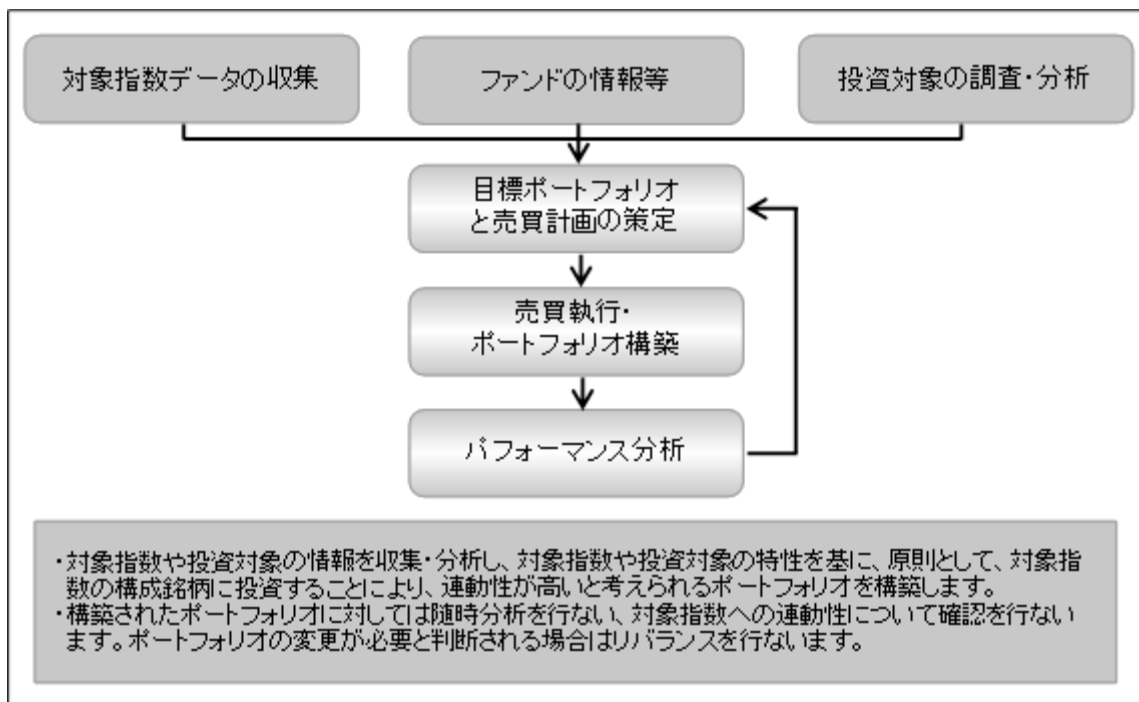 対象指数データの収集
ファンドの情報等
投資対象の調査・分析
目標ポートフォリオ
と売買計画の策定
売買執行・
ポートフォリオ構築
パフォーマンス分析
・対象指数や投資対象の情報を収集・分析し、対象指数や投資対象の特性を基に、原則として、対象指
数の構成銘柄に投資することにより、連動性が高いと考えられるポートフォリオを構築します。
・構築されたポートフォリオに対しては随時分析を行ない、対象指数への連動性について確認を行ない
ます。ポートフォリオの変更が必要と判断される場合はリバランスを行ないます。